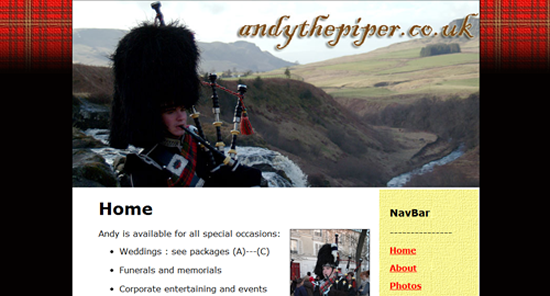 andythepiper.co.uk
Home
Andy is available for all special occasions:
Weddings : see packages (A)---(C)
Funerals and memorials
Corporate entertaining and events
NavBar
---------------
Home
About
Photos